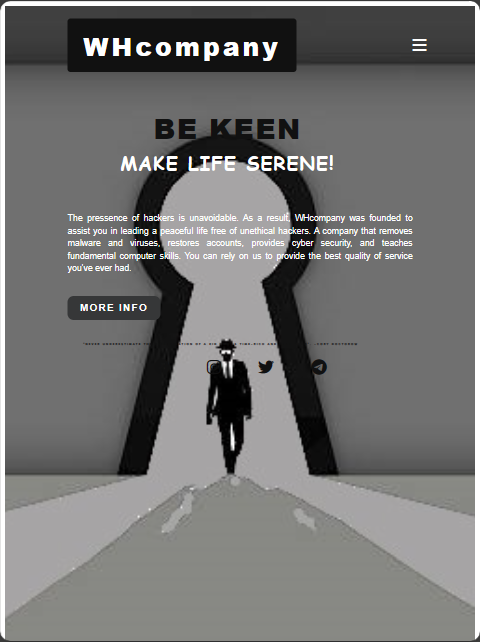 WHcompany
BE KEEN
MAKE LIFE SERENE!
The pressence of hackers is unavoidable. As a result, WHcompany was founded to
assist you in leading a peaceful life free of unethical hackers. A company that removes
malware and viruses, restores accounts, provides cyber security, and teaches
fundamental computer skills. You can rely on us to provide the best quality of service
you've ever had.
MORE INFO